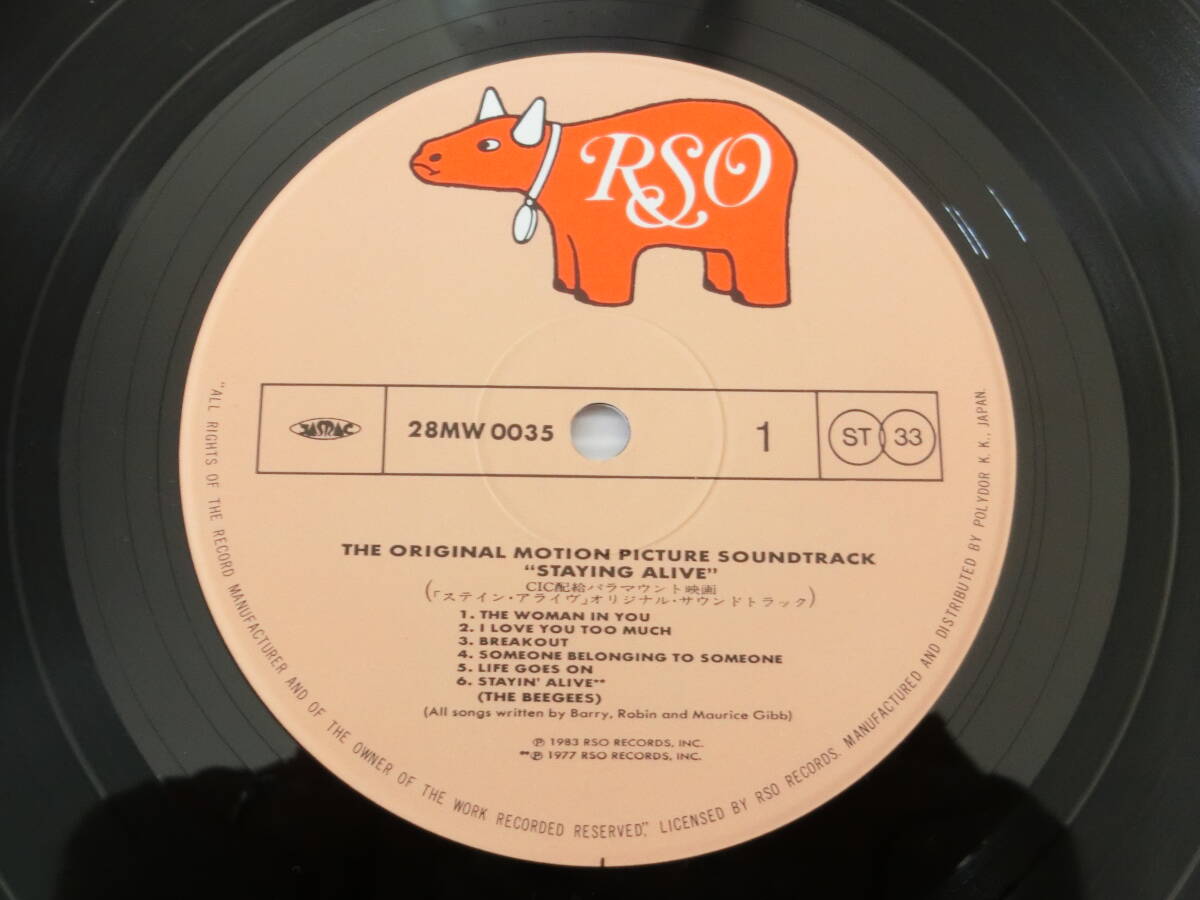 RSO
JASRAC
28MW 0035
1
ST 33
THE ORIGINAL MOTION PICTURE SOUNDTRACK
“STAYING ALIVE”
CIC配給パラマウント映画
(「ステイン・アライヴ」オリジナル・サウンドトラック)
1. THE WOMAN IN YOU
2. I LOVE YOU TOO MUCH
3. BREAKOUT
4. SOMEONE BELONGING TO SOMEONE
5. LIFE GOES ON
6. STAYIN' ALIVE**
(THE BEEGEES)
(All songs written by Barry, Robin and Maurice Gibb)
℗ 1983 RSO RECORDS, INC.
**℗ 1977 RSO RECORDS, INC.
“ALL RIGHTS OF THE RECORD MANUFACTURER AND OF THE OWNER OF THE WORK RECORDED RESERVED”, LICENSED BY RSO RECORDS. MANUFACTURED AND DISTRIBUTED BY POLYDOR K. K., JAPAN.